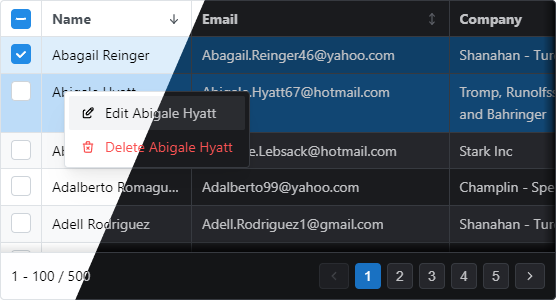 Name Email Company
Abagail Reinger Abagail.Reinger46@yahoo.com Shanahan - Tur
Abigale Hyatt Abigale.Hyatt67@hotmail.com Tromp, Runolfss
and Bahringer
Edit Abigale Hyatt
Delete Abigale Hyatt
e.Lebsack@hotmail.com Stark Inc
Adalberto Romagu... Adalberto99@yahoo.com Champlin - Spe
Adell Rodriguez Adell.Rodriguez1@gmail.com Shanahan - Tur
1 - 100 / 500 1 2 3 4 5